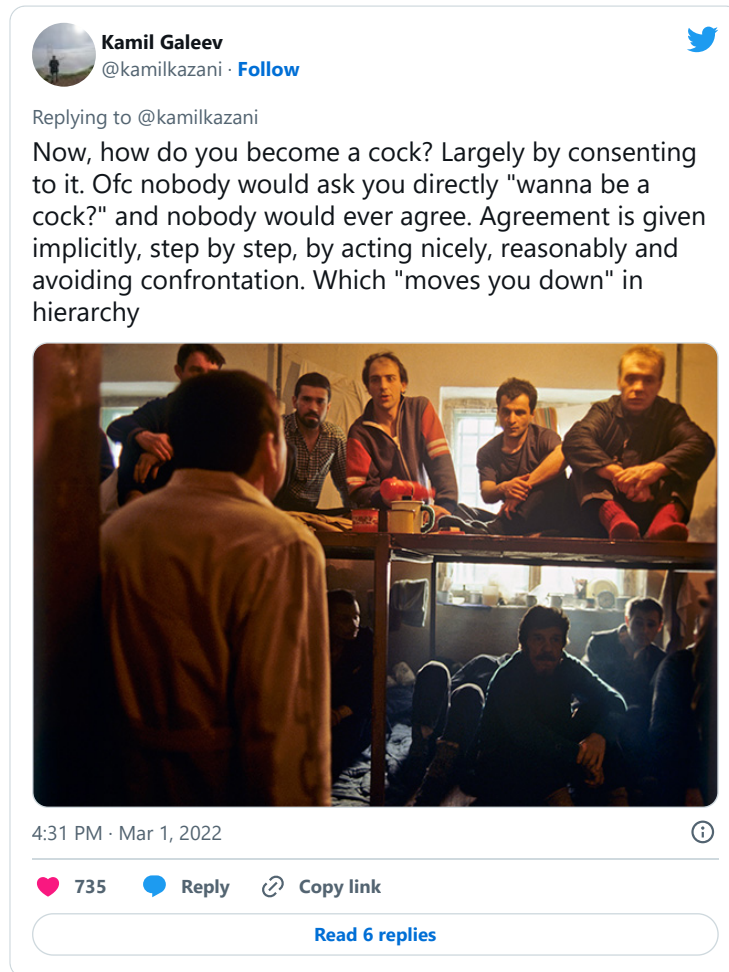 Kamil Galeev
@kamilkazani · Follow
Replying to @kamilkazani
Now, how do you become a cock? Largely by consenting
to it. Ofc nobody would ask you directly "wanna be a
cock?" and nobody would ever agree. Agreement is given
implicitly, step by step, by acting nicely, reasonably and
avoiding confrontation. Which "moves you down" in
hierarchy
4:31 PM · Mar 1, 2022
735 Reply Copy link
Read 6 replies